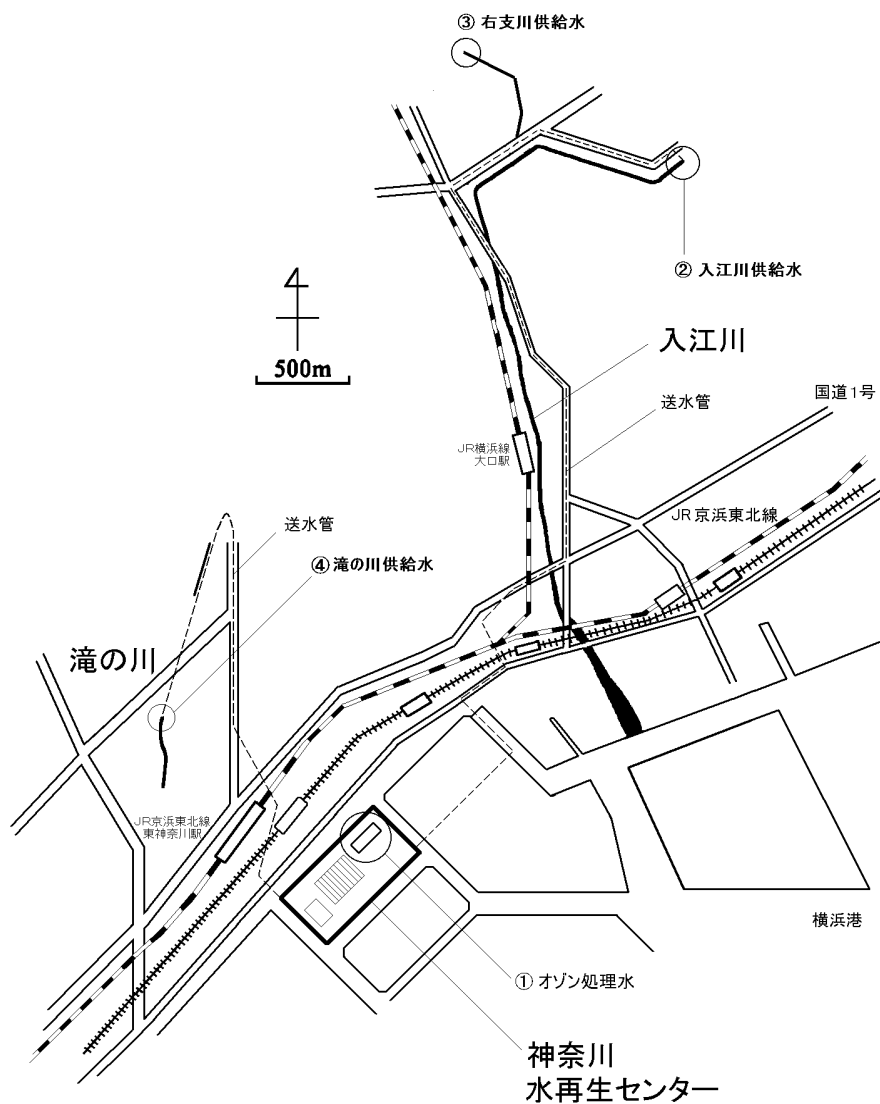 ③ 右支川供給水
② 入江川供給水
500m
入江川
国道1号
送水管
JR横浜線
大口駅
JR京浜東北線
送水管
④滝の川供給水
滝の川
JR京浜東北線
東神奈川駅
横浜港
① オゾン処理水
神奈川
水再生センター